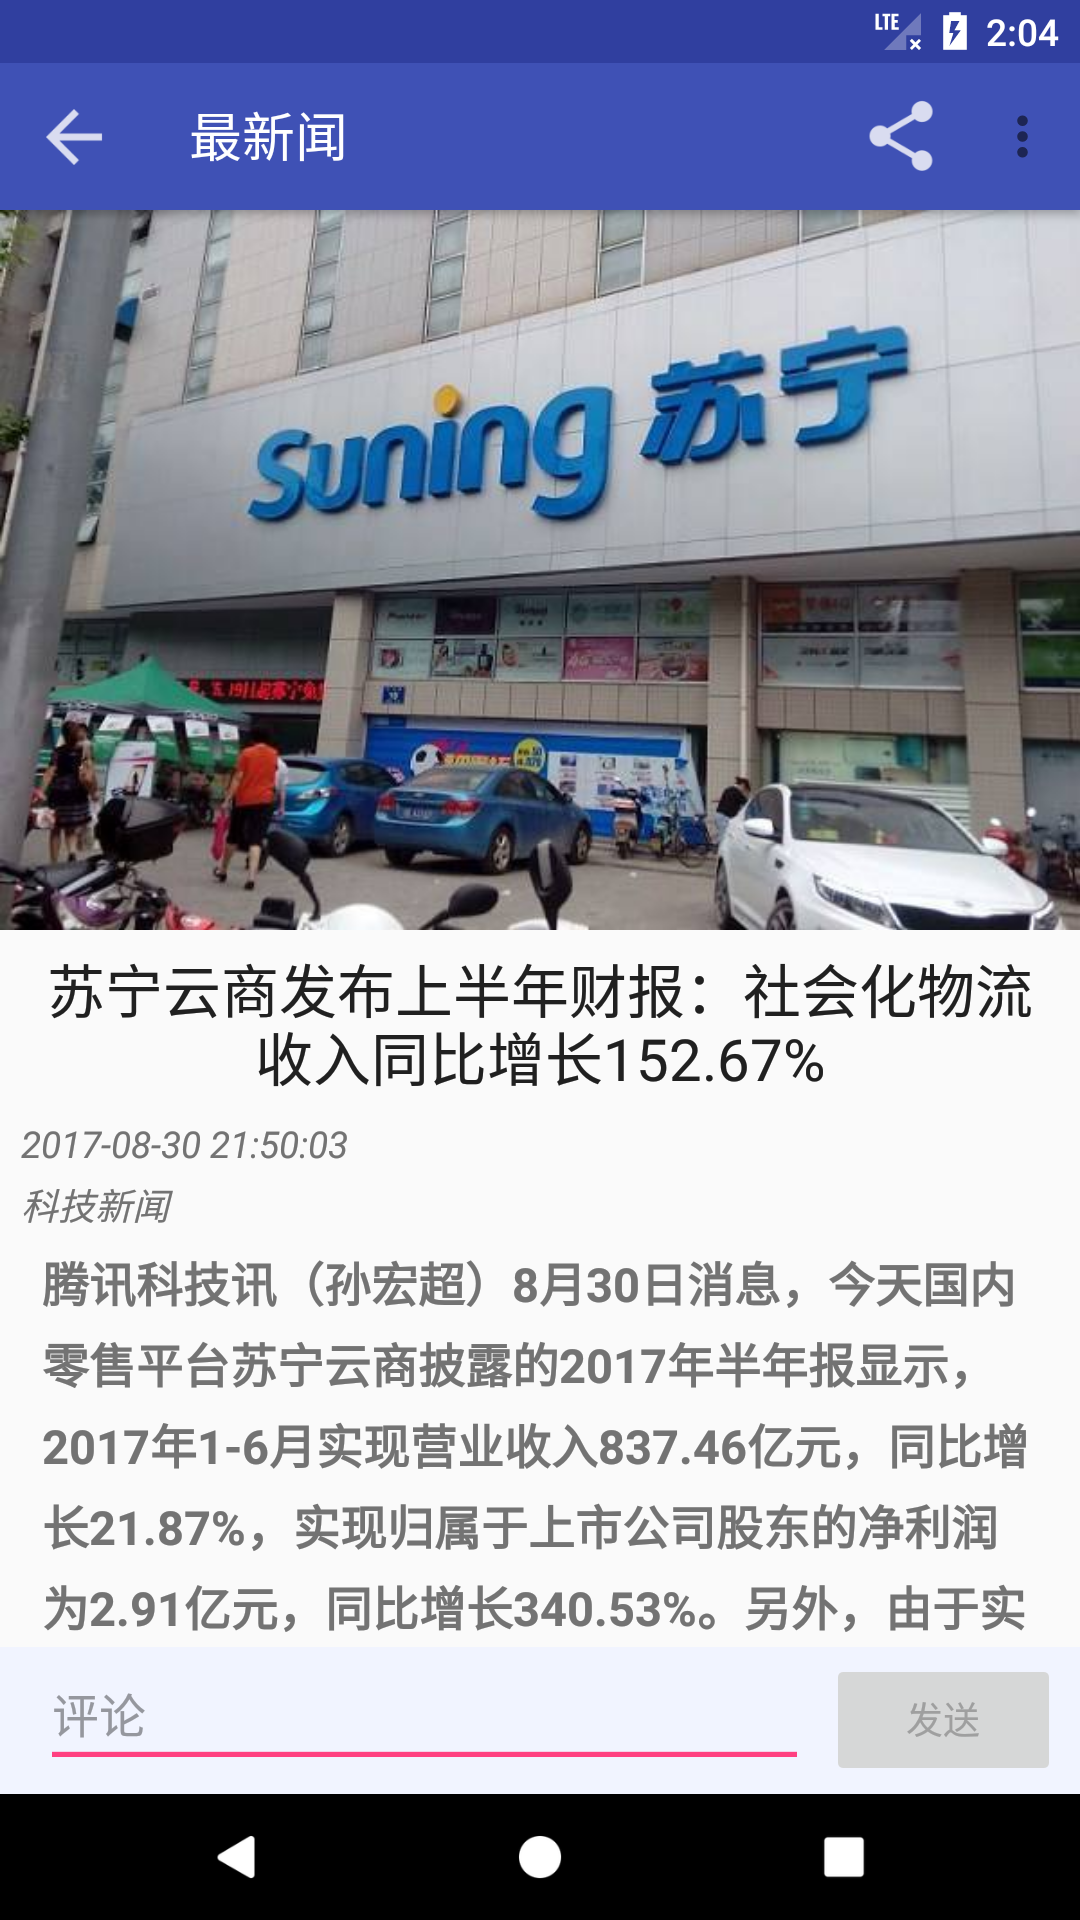 LTE 2:04
最新闻
Suning 苏宁
苏宁云商发布上半年财报：社会化物流
收入同比增长152.67%
2017-08-30 21:50:03
科技新闻
腾讯科技讯（孙宏超）8月30日消息，今天国内
零售平台苏宁云商披露的2017年半年报显示，
2017年1-6月实现营业收入837.46亿元，同比增
长21.87%，实现归属于上市公司股东的净利润
为2.91亿元，同比增长340.53%。另外，由于实
评论
发送